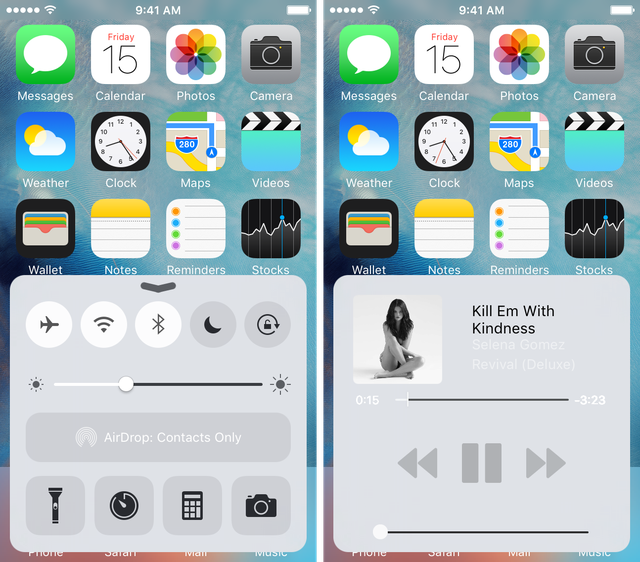 9:41 AM
Friday
15
Messages Calendar Photos Camera
12
280
Weather Clock Maps Videos
Wallet Notes Reminders Stocks
AirDrop: Contacts Only
Phone Safari Mail Music
9:41 AM
Friday
15
Messages Calendar Photos Camera
12
280
Weather Clock Maps Videos
Wallet Notes Reminders Stocks
Kill Em With
Kindness
Selena Gomez
Revival (Deluxe)
0:15 -3:23
Phone Safari Mail Music